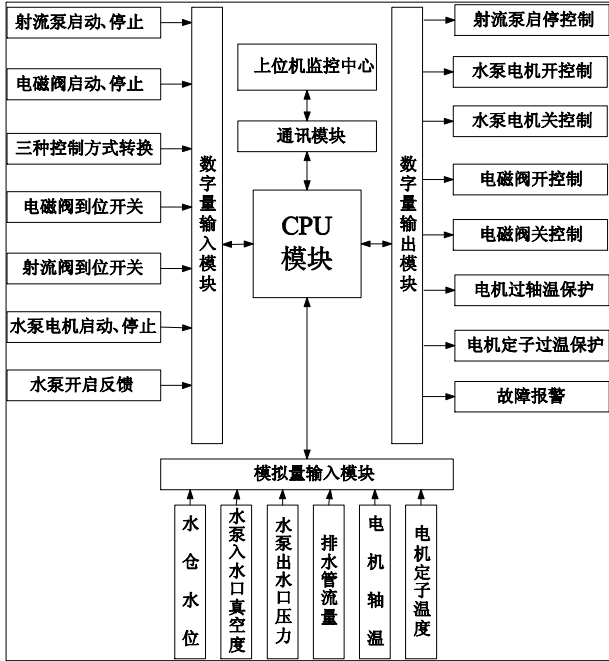 射流泵启动、停止
电磁阀启动、停止
三种控制方式转换
电磁阀到位开关
射流阀到位开关
水泵电机启动、停止
水泵开启反馈
数字量输入模块
上位机监控中心
通讯模块
CPU
模块
数字量输出模块
射流泵启停控制
水泵电机开控制
水泵电机关控制
电磁阀开控制
电磁阀关控制
电机过轴温保护
电机定子过温保护
故障报警
模拟量输入模块
水仓水位
水泵入水口真空度
水泵出水口压力
排水管流量
电机轴温
电机定子温度